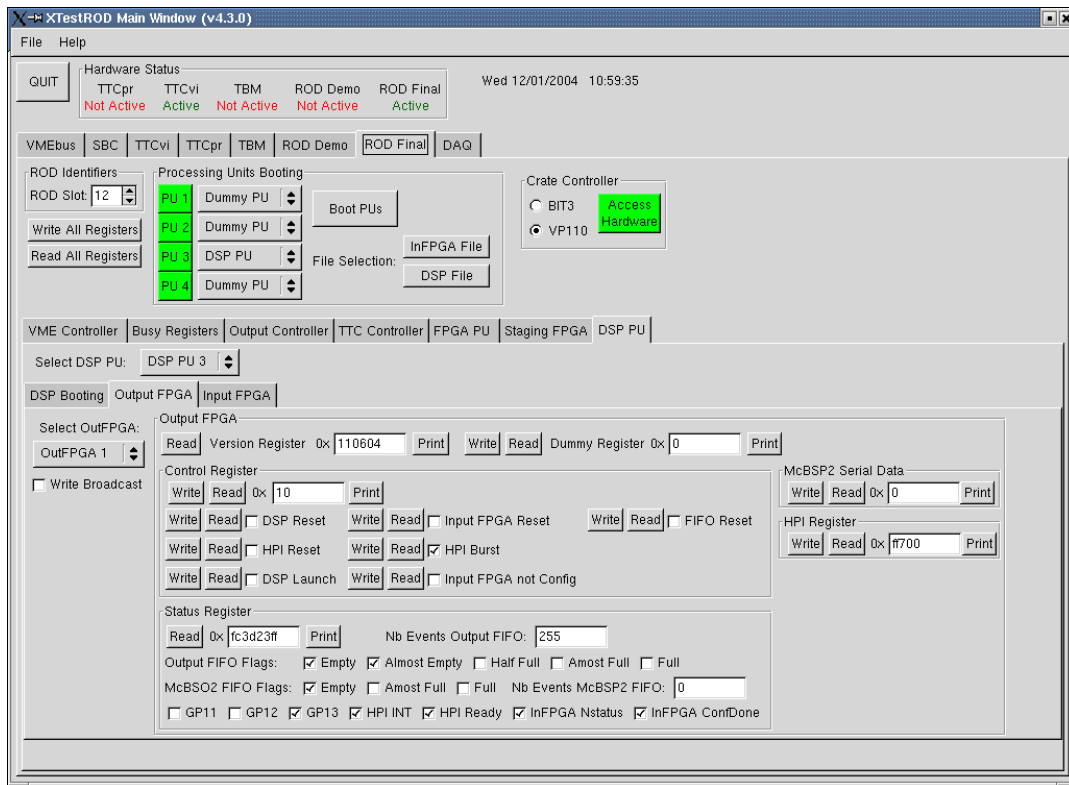 XTestROD Main Window (v4.3.0)
File Help
QUIT Hardware Status Wed 12/01/2004 10:59:35
TTCpr TTCvi TBM ROD Demo ROD Final
Not Active Active Not Active Not Active Active
VMEbus SBC TTCvi TTCpr TBM ROD Demo ROD Final DAQ
ROD Identifiers Processing Units Booting Crate Controller
ROD Slot: 12 PU 1 Dummy PU Boot PUs BIT3 Access Hardware
Write All Registers PU 2 Dummy PU VP110
Read All Registers PU 3 DSP PU File Selection: InFPGA File
PU 4 Dummy PU DSP File
VME Controller Busy Registers Output Controller TTC Controller FPGA PU Staging FPGA DSP PU
Select DSP PU: DSP PU 3
DSP Booting Output FPGA Input FPGA
Select OutFPGA: Output FPGA
OutFPGA 1 Read Version Register 0x 110604 Print Write Read Dummy Register 0x 0 Print
Write Broadcast Control Register McBSP2 Serial Data
Write Read 0x 10 Print Write Read 0x 0 Print
Write Read DSP Reset Write Read Input FPGA Reset Write Read FIFO Reset HPI Register
Write Read HPI Reset Write Read HPI Burst Write Read 0x ff700 Print
Write Read DSP Launch Write Read Input FPGA not Config
Status Register
Read 0x fc3d23ff Print Nb Events Output FIFO: 255
Output FIFO Flags: Empty Almost Empty Half Full Amost Full Full
McBSO2 FIFO Flags: Empty Amost Full Full Nb Events McBSP2 FIFO: 0
GP11 GP12 GP13 HPI INT HPI Ready InFPGA Nstatus InFPGA ConfDone